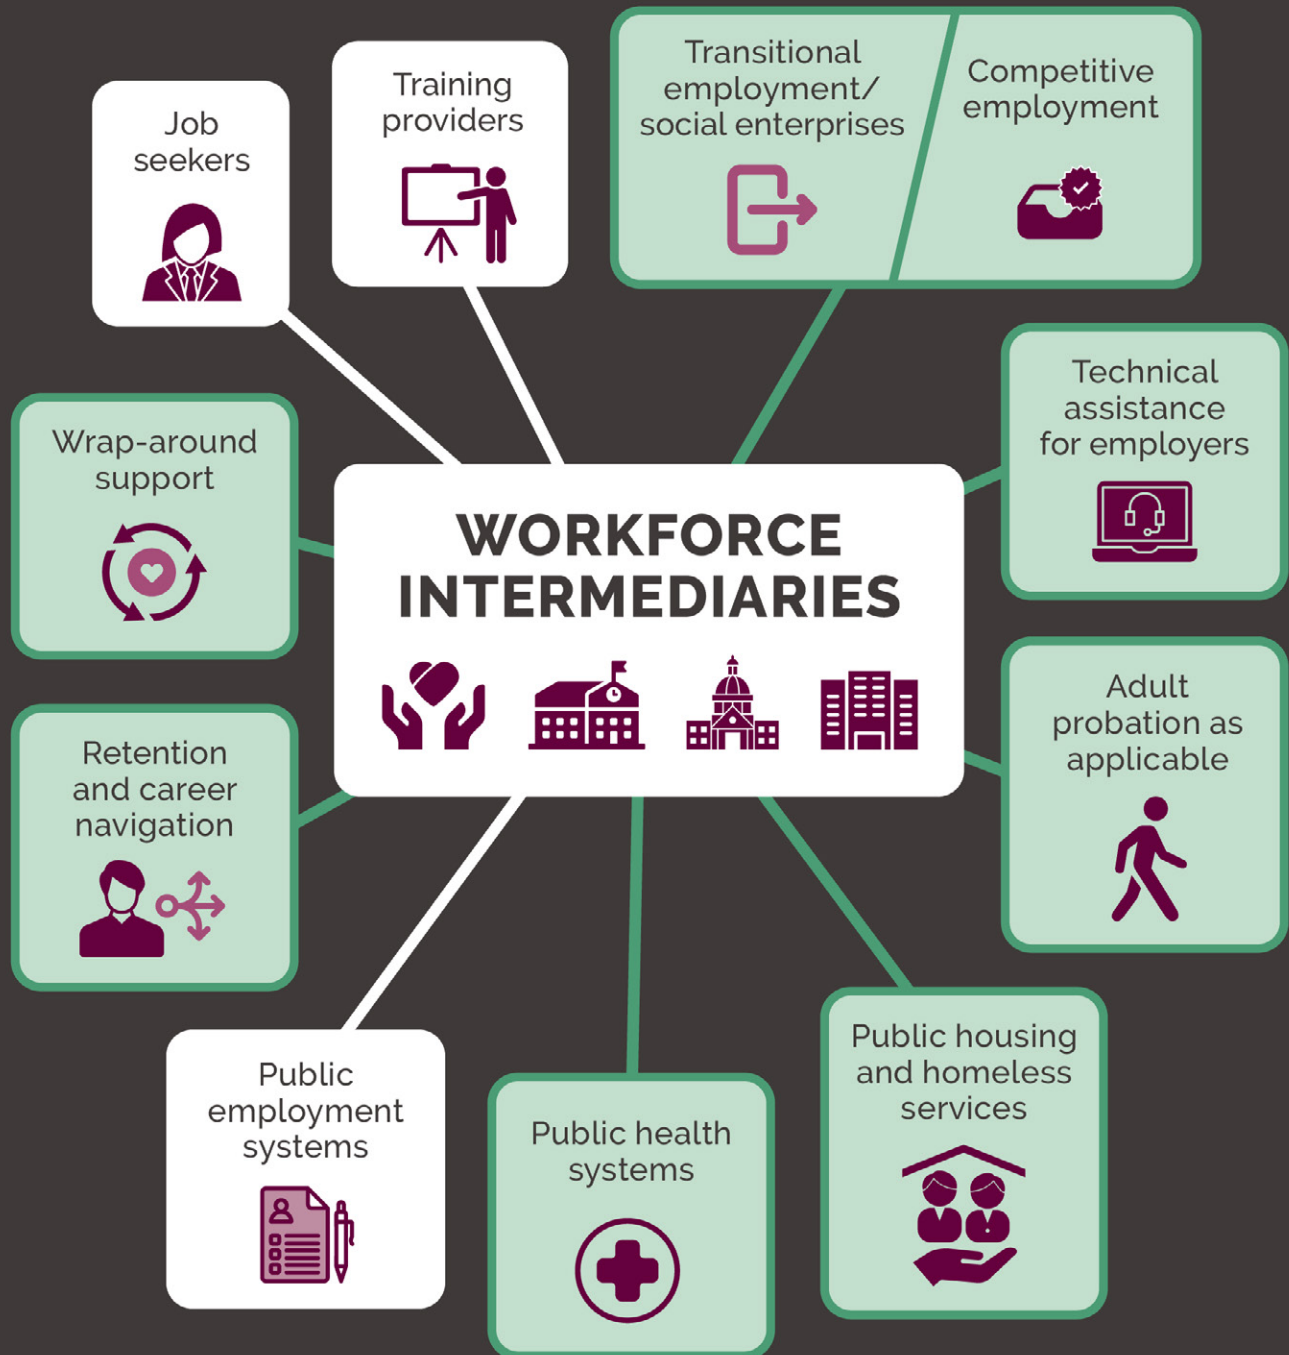 Job
seekers
Training
providers
Transitional
employment/
social enterprises
Competitive
employment
Technical
assistance
for employers
Wrap-around
support
WORKFORCE
INTERMEDIARIES
Adult
probation as
applicable
Retention
and career
navigation
Public
employment
systems
Public health
systems
Public housing
and homeless
services